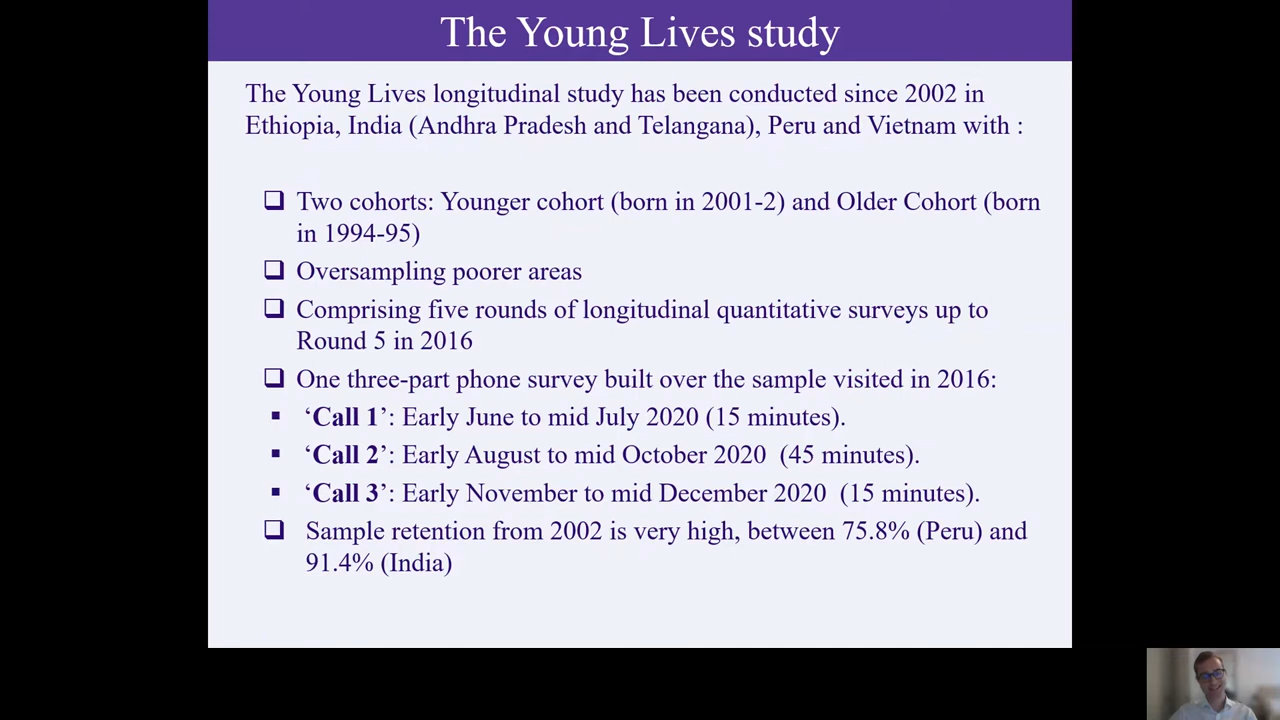 The Young Lives study
The Young Lives longitudinal study has been conducted since 2002 in
Ethiopia, India (Andhra Pradesh and Telangana), Peru and Vietnam with :
Two cohorts: Younger cohort (born in 2001-2) and Older Cohort (born
in 1994-95)
Oversampling poorer areas
Comprising five rounds of longitudinal quantitative surveys up to
Round 5 in 2016
One three-part phone survey built over the sample visited in 2016:
‘Call 1’: Early June to mid July 2020 (15 minutes).
‘Call 2’: Early August to mid October 2020 (45 minutes).
‘Call 3’: Early November to mid December 2020 (15 minutes).
Sample retention from 2002 is very high, between 75.8% (Peru) and
91.4% (India)